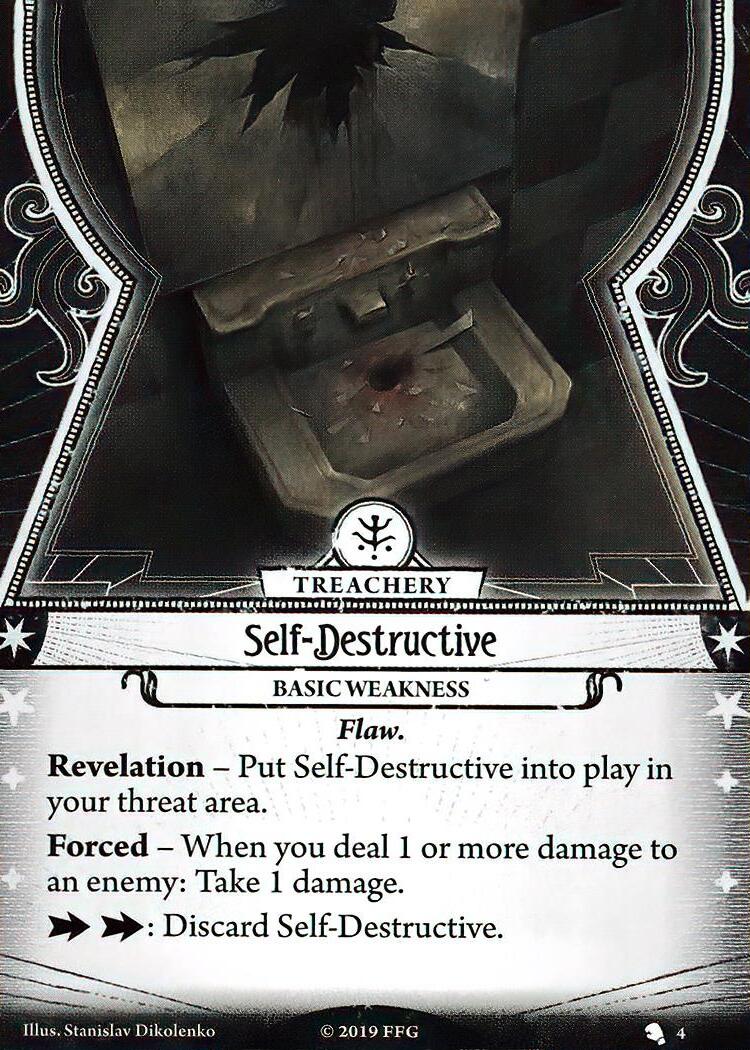 TREACHERY
Self-Destructive
BASIC WEAKNESS
Flaw.
Revelation – Put Self-Destructive into play in
your threat area.
Forced – When you deal 1 or more damage to
an enemy: Take 1 damage.
: Discard Self-Destructive.
Illus. Stanislav Dikolenko © 2019 FFG 4